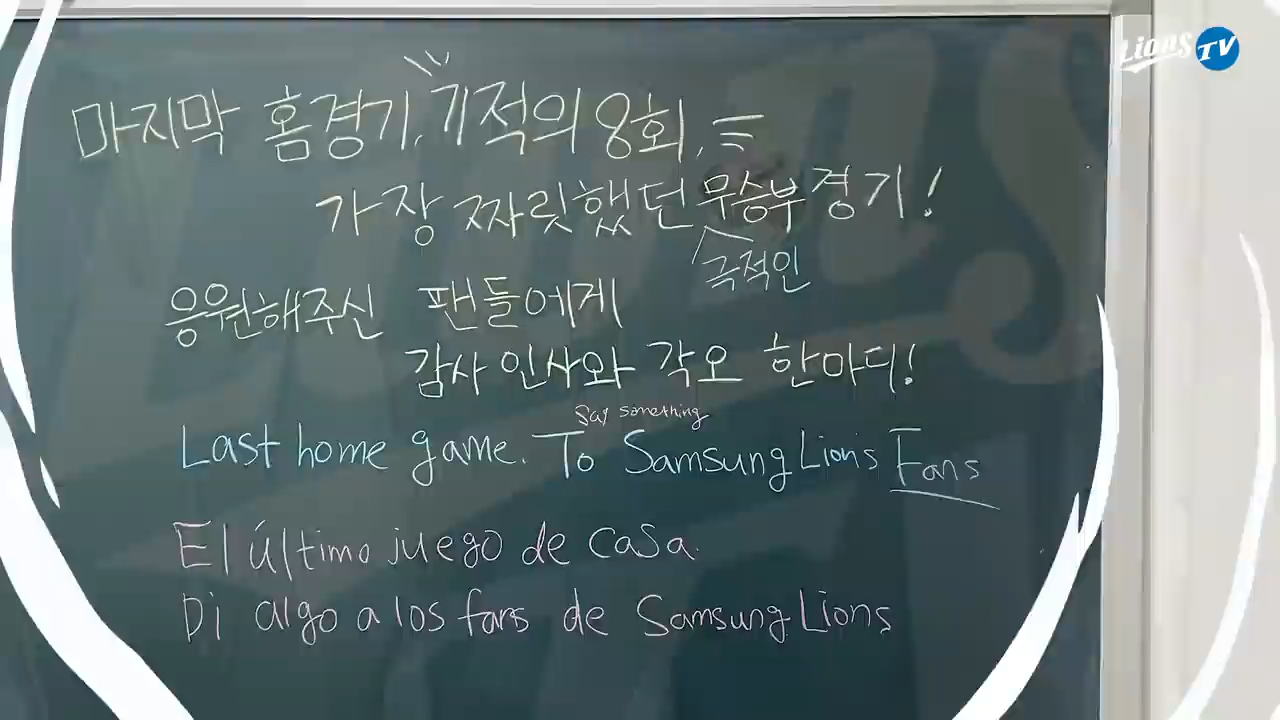 Lions TV
마지막 홈경기, 기적의 8회,
가장 짜릿했던 무승부 경기!
극적인
응원해주신 팬들에게
감사 인사와 각오 한마디!
Say something
Last home game. To Samsung Lions Fans
El último juego de casa.
Di algo a los fans de Samsung Lions